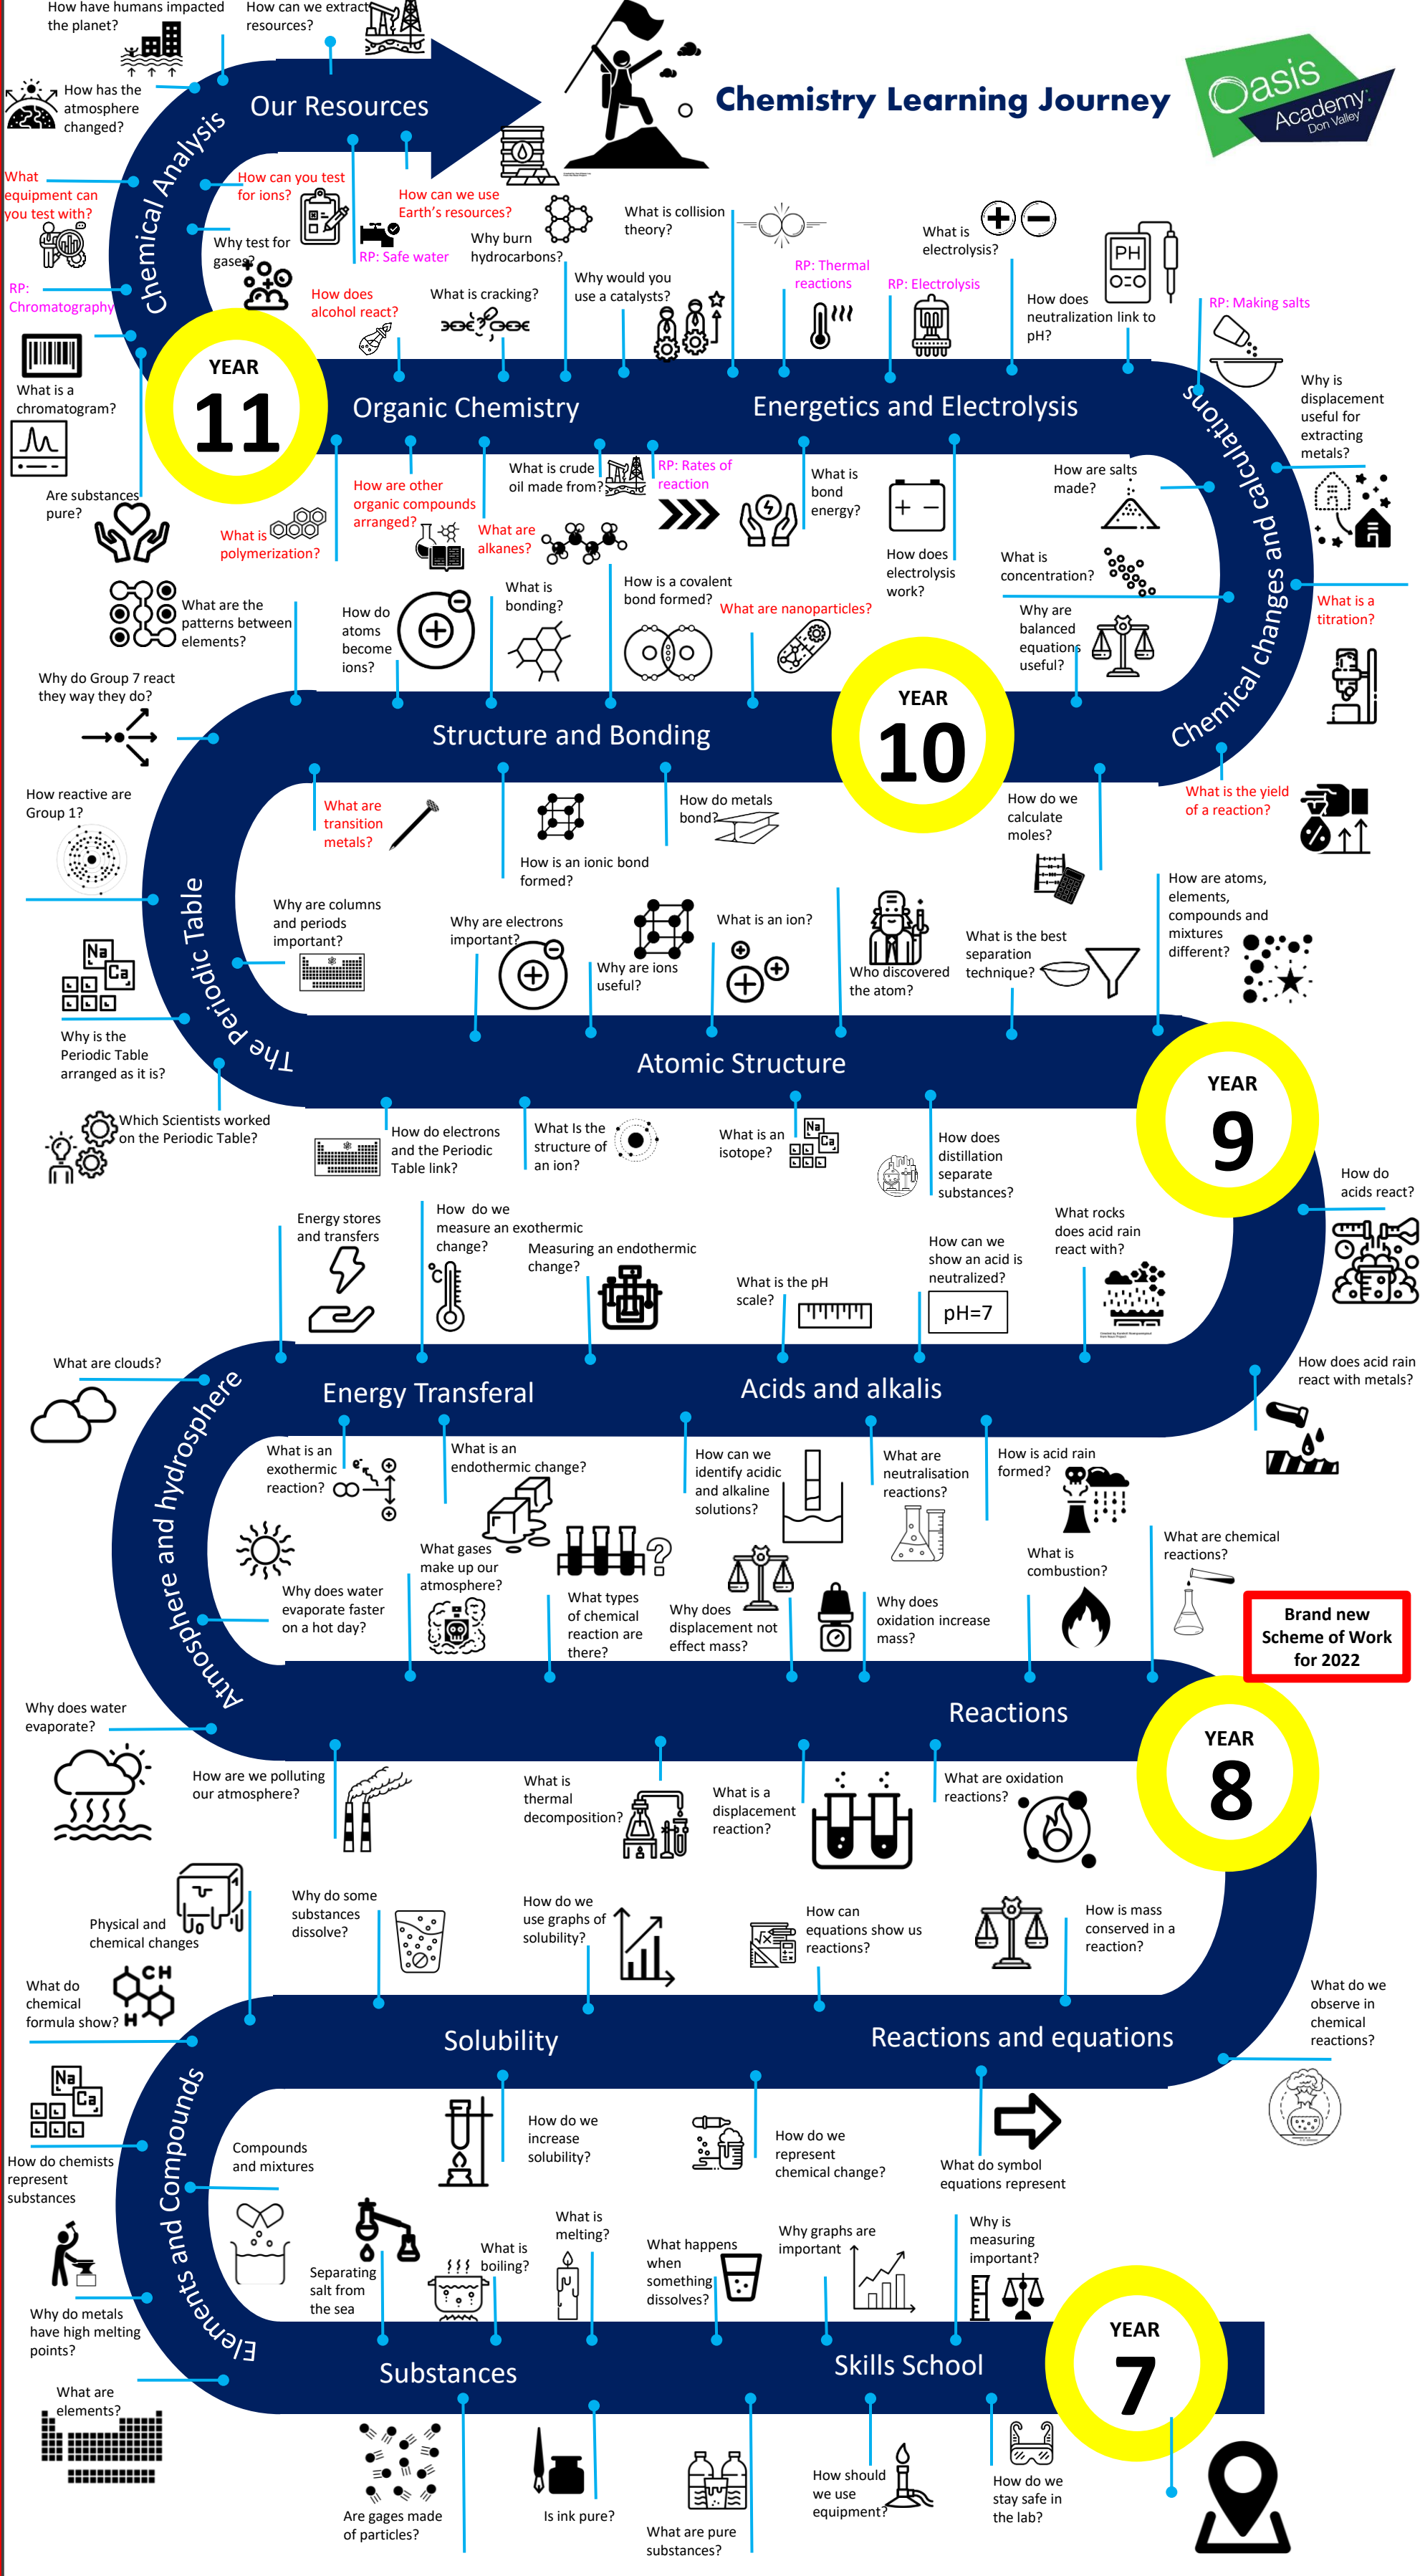 How have humans impacted
the planet?
How can we extract
resources?
How has the
atmosphere
changed?
Our Resources
Chemistry Learning Journey
Oasis
Academy:
Don Valley
Chemical Analysis
What
equipment can
you test with?
How can you test
for ions?
How can we use
Earth's resources?
Why test for
gases?
RP: Safe water
Why burn
hydrocarbons?
What is collision
theory?
What is
electrolysis?
PH
RP:
Chromatography
How does
alcohol react?
What is cracking?
Why would you
use a catalysts?
RP: Thermal
reactions
RP: Electrolysis
How does
neutralization link to
pH?
RP: Making salts
YEAR
11
What is a
chromatogram?
Organic Chemistry
Energetics and Electrolysis
Chemical changes and calculations
Why is
displacement
useful for
extracting
metals?
Are substances
pure?
What is
polymerization?
How are other
organic compounds
arranged?
What are
alkanes?
What is crude
oil made from?
RP: Rates of
reaction
What is
bond
energy?
How does
electrolysis
work?
How are salts
made?
What is
concentration?
Why are
balanced
equations
useful?
What is a
titration?
What are the
patterns between
elements?
How do
atoms
become
ions?
What is
bonding?
How is a covalent
bond formed?
What are nanoparticles?
Why do Group 7 react
they way they do?
Structure and Bonding
YEAR
10
What is the yield
of a reaction?
%
How reactive are
Group 1?
What are
transition
metals?
How is an ionic bond
formed?
How do metals
bond?
How do we
calculate
moles?
The Periodic Table
Why are columns
and periods
important?
Why are electrons
important?
Why are ions
useful?
What is an ion?
Who discovered
the atom?
What is the best
separation
technique?
How are atoms,
elements,
compounds and
mixtures
different?
Na
Ca
Why is the
Periodic Table
arranged as it is?
Atomic Structure
YEAR
9
Which Scientists worked
on the Periodic Table?
How do electrons
and the Periodic
Table link?
What Is the
structure of
an ion?
What is an
isotope?
Na
Ca
How does
distillation
separate
substances?
How do
acids react?
Energy stores
and transfers
How  do we
measure an exothermic
change?
°C
Measuring an endothermic
change?
What is the pH
scale?
How can we
show an acid is
neutralized?
pH=7
What rocks
does acid rain
react with?
What are clouds?
Energy Transferal
Acids and alkalis
How does acid rain
react with metals?
Atmosphere and hydrosphere
What is an
exothermic
reaction?
e-
What is an
endothermic change?
How can we
identify acidic
and alkaline
solutions?
What are
neutralisation
reactions?
How is acid rain
formed?
Why does water
evaporate faster
on a hot day?
What gases
make up our
atmosphere?
?
What types
of chemical
reaction are
there?
Why does
displacement not
effect mass?
Why does
oxidation increase
mass?
What is
combustion?
What are chemical
reactions?
Brand new
Scheme of Work
for 2022
Why does water
evaporate?
Reactions
YEAR
8
How are we polluting
our atmosphere?
What is
thermal
decomposition?
What is a
displacement
reaction?
What are oxidation
reactions?
Physical and
chemical changes
Why do some
substances
dissolve?
How do we
use graphs of
solubility?
How can
equations show us
reactions?
How is mass
conserved in a
reaction?
What do
chemical
formula show?
CH
H
Solubility
Reactions and equations
What do we
observe in
chemical
reactions?
Na
Ca
How do chemists
represent
substances
Elements and Compounds
Compounds
and mixtures
How do we
increase
solubility?
How do we
represent
chemical change?
What do symbol
equations represent
Separating
salt from
the sea
What is
boiling?
What is
melting?
What happens
when
something
dissolves?
Why graphs are
important
Why is
measuring
important?
Why do metals
have high melting
points?
Substances
Skills School
YEAR
7
What are
elements?
Are gages made
of particles?
Is ink pure?
What are pure
substances?
How should
we use
equipment?
How do we
stay safe in
the lab?